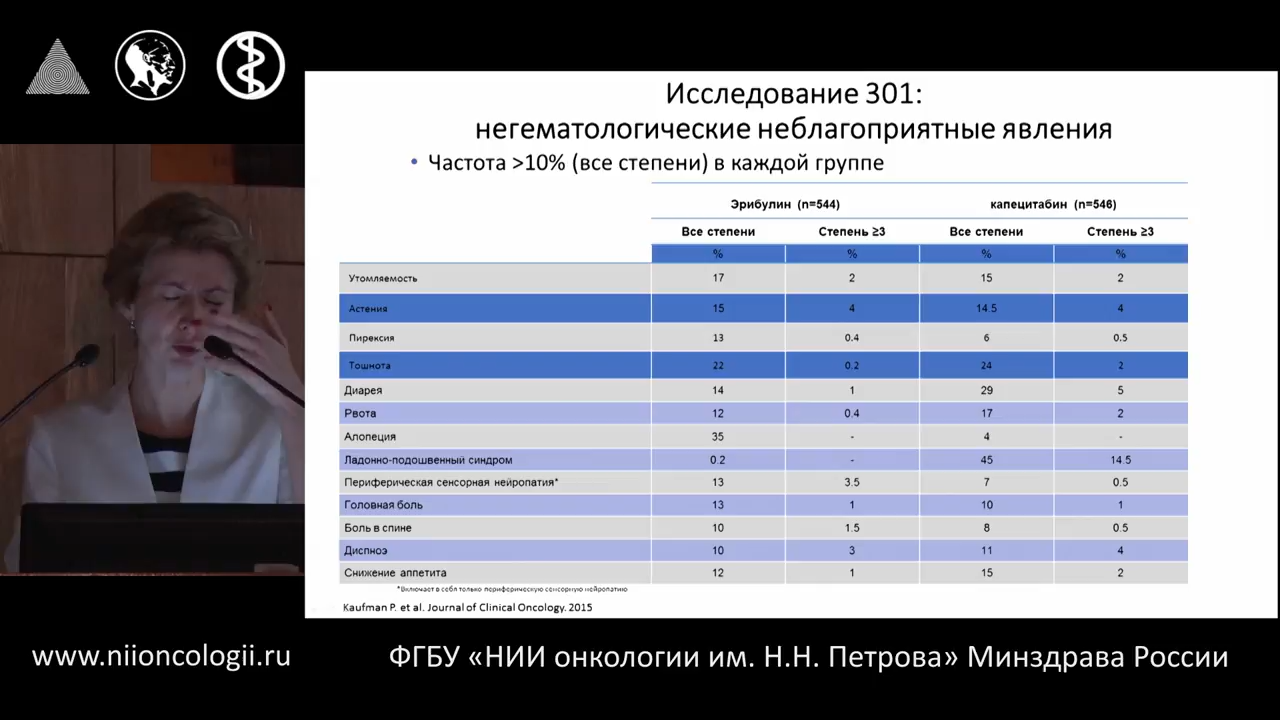 Исследование 301:
негематологические неблагоприятные явления
• Частота >10% (все степени) в каждой группе
Эрибулин (n=544) капецитабин (n=546)
Все степени Степень ≥3 Все степени Степень ≥3
% % % %
Утомляемость 17 2 15 2
Астения 15 4 14.5 4
Пирексия 13 0.4 6 0.5
Тошнота 22 0.2 24 2
Диарея 14 1 29 5
Рвота 12 0.4 17 2
Алопеция 35 - 4 -
Ладонно-подошвенный синдром 0.2 - 45 14.5
Периферическая сенсорная нейропатия* 13 3.5 7 0.5
Головная боль 13 1 10 1
Боль в спине 10 1.5 8 0.5
Диспноэ 10 3 11 4
Снижение аппетита 12 1 15 2
*Включает в себя только периферическую сенсорную нейропатию
Kaufman P. et al. Journal of Clinical Oncology. 2015
www.niioncologii.ru ФГБУ «НИИ онкологии им. Н.Н. Петрова» Минздрава России